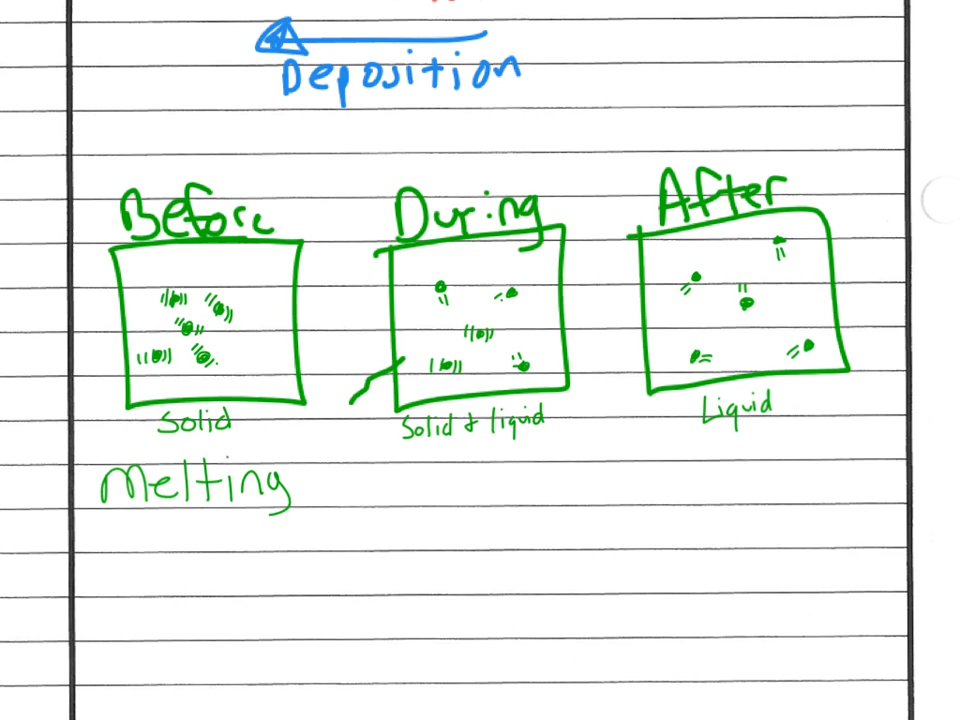 Deposition
Before During After
Solid Solid & liquid Liquid
Melting